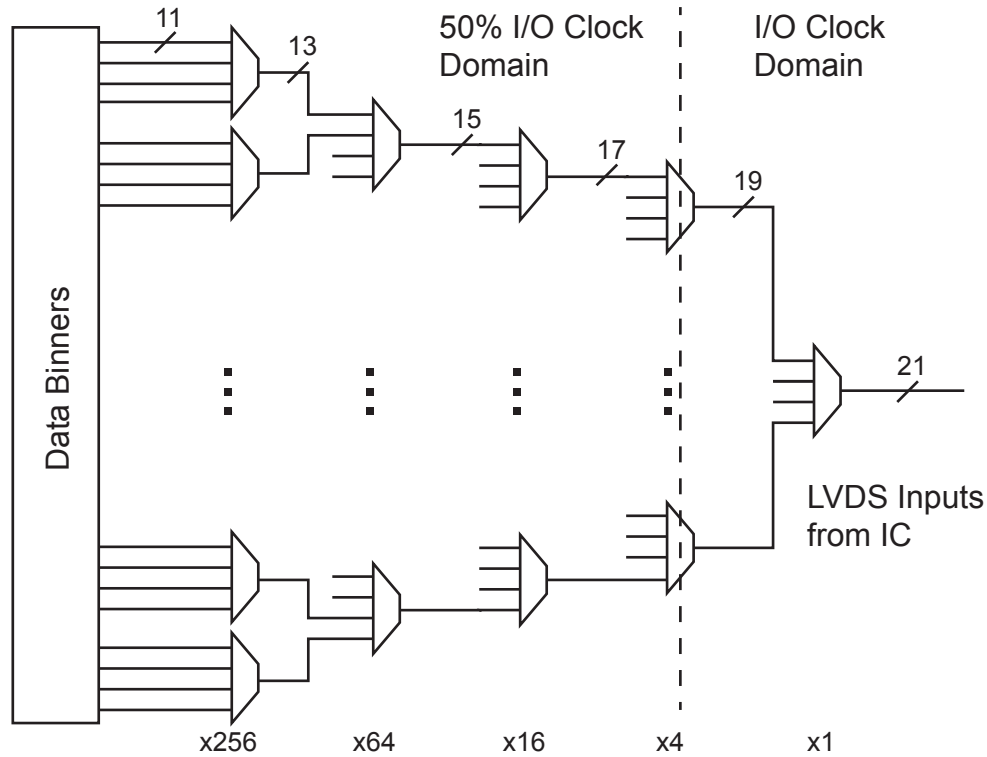 11
13
50% I/O Clock
Domain
I/O Clock
Domain
15
17
19
21
Data Binners
LVDS Inputs
from IC
x256
x64
x16
x4
x1